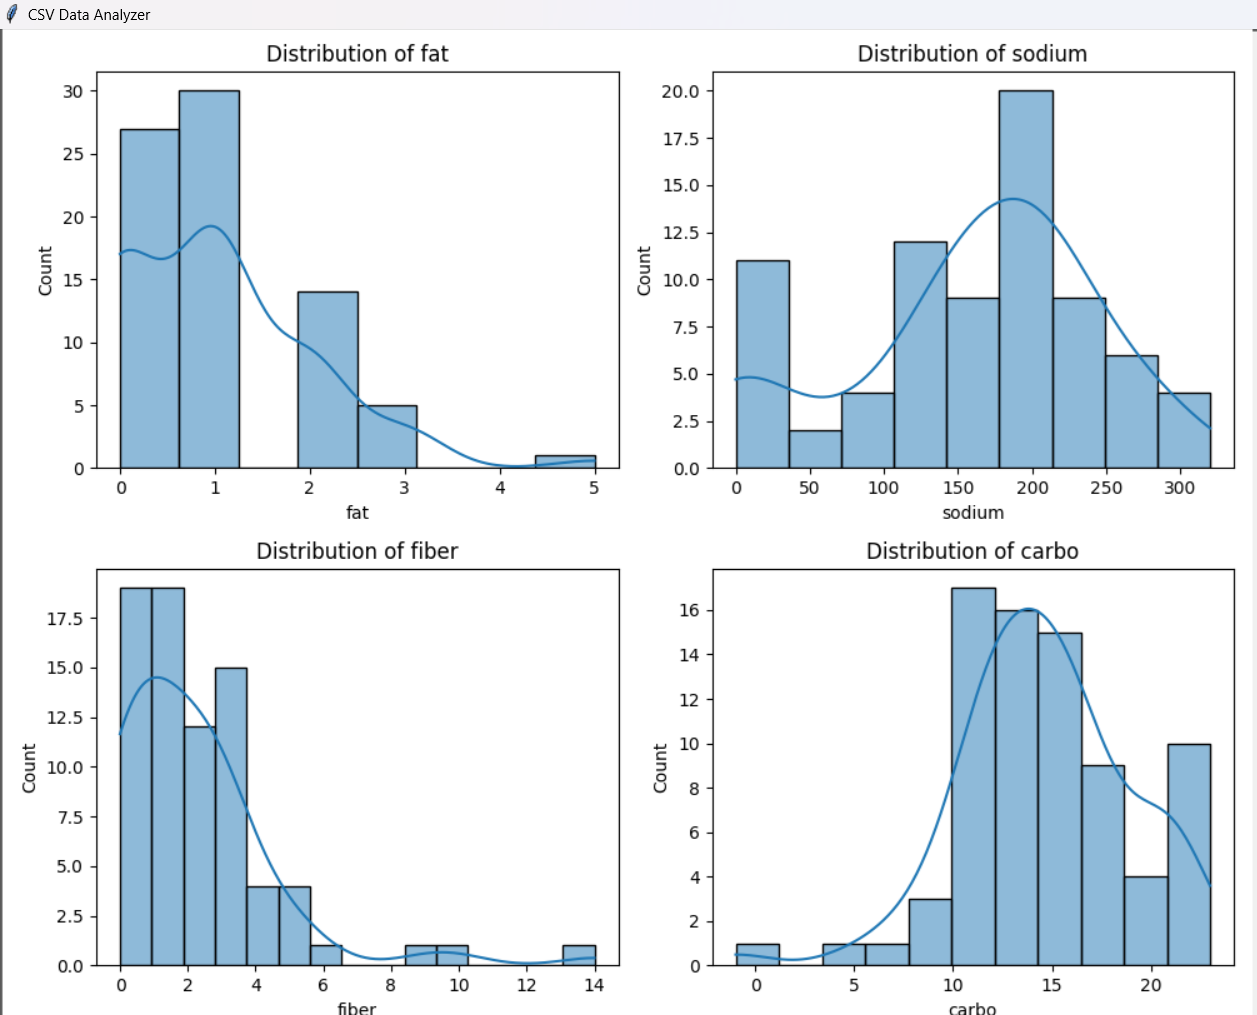 CSV Data Analyzer
Distribution of fat
30
25
20
15
10
5
0
Count
0 1 2 3 4 5
fat
Distribution of sodium
20.0
17.5
15.0
12.5
10.0
7.5
5.0
2.5
0.0
Count
0 50 100 150 200 250 300
sodium
Distribution of fiber
17.5
15.0
12.5
10.0
7.5
5.0
2.5
0.0
Count
0 2 4 6 8 10 12 14
fiber
Distribution of carbo
16
14
12
10
8
6
4
2
0
Count
0 5 10 15 20
carbo